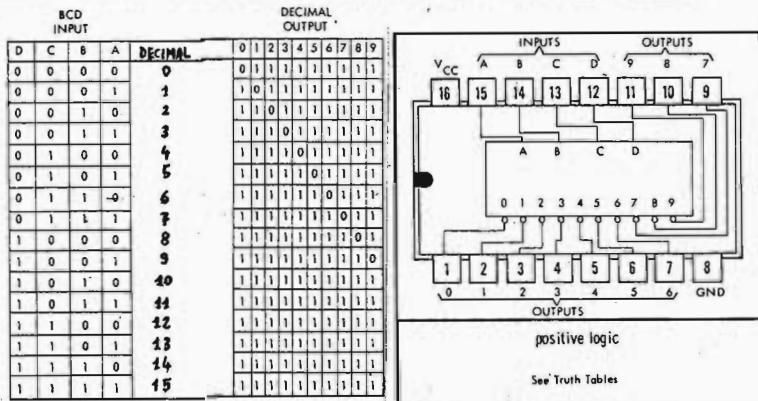 BCD
INPUT
DECIMAL
OUTPUT
D C B A DECIMAL 0 1 2 3 4 5 6 7 8 9
0 0 0 0 0 0 1 1 1 1 1 1 1 1 1
0 0 0 1 1 1 0 1 1 1 1 1 1 1 1
0 0 1 0 2 1 1 0 1 1 1 1 1 1 1
0 0 1 1 3 1 1 1 0 1 1 1 1 1 1
0 1 0 0 4 1 1 1 1 0 1 1 1 1 1
0 1 0 1 5 1 1 1 1 1 0 1 1 1 1
0 1 1 0 6 1 1 1 1 1 1 0 1 1 1
0 1 1 1 7 1 1 1 1 1 1 1 0 1 1
1 0 0 0 8 1 1 1 1 1 1 1 1 0 1
1 0 0 1 9 1 1 1 1 1 1 1 1 1 0
1 0 1 0 10 1 1 1 1 1 1 1 1 1 1
1 0 1 1 11 1 1 1 1 1 1 1 1 1 1
1 1 0 0 12 1 1 1 1 1 1 1 1 1 1
1 1 0 1 13 1 1 1 1 1 1 1 1 1 1
1 1 1 0 14 1 1 1 1 1 1 1 1 1 1
1 1 1 1 15 1 1 1 1 1 1 1 1 1 1
INPUTS OUTPUTS
VCC A B C D 9 8 7
16 15 14 13 12 11 10 9
A B C D
0 1 2 3 4 5 6 7 8 9
1 2 3 4 5 6 7 8
0 1 2 3 4 5 6 GND
OUTPUTS
positive logic
See Truth Tables